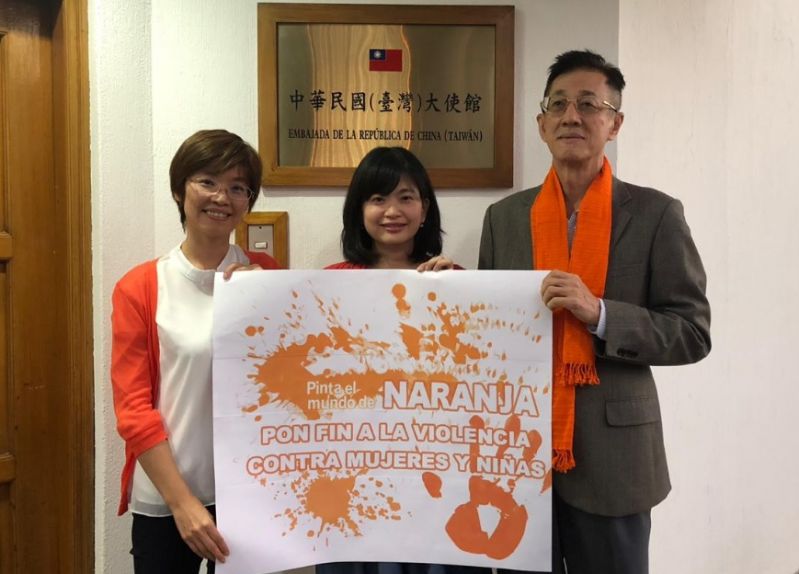 中華民國(臺灣)大使館
EMBAJADA DE LA REPÚBLICA DE CHINA (TAIWÁN)
Pinta el
mundo de NARANJA
PON FIN A LA VIOLENCIA
CONTRA MUJERES Y NIÑAS